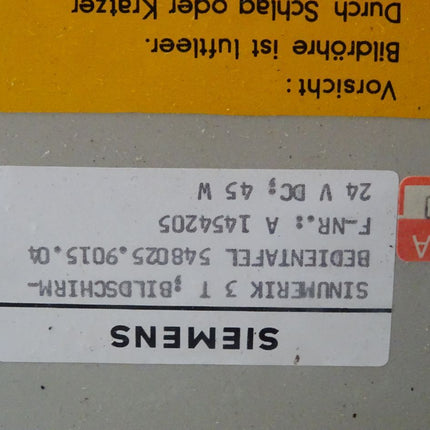 SIEMENS
SINUMERIK 3 T ;BILDSCHIRM-
BEDIENTAFEL 548025.9015.04
F-NR.: A 1454205
24 V DC; 45 W
A
Vorsicht:
Bildröhre ist luftleer.
Durch Schlag oder Kratzer